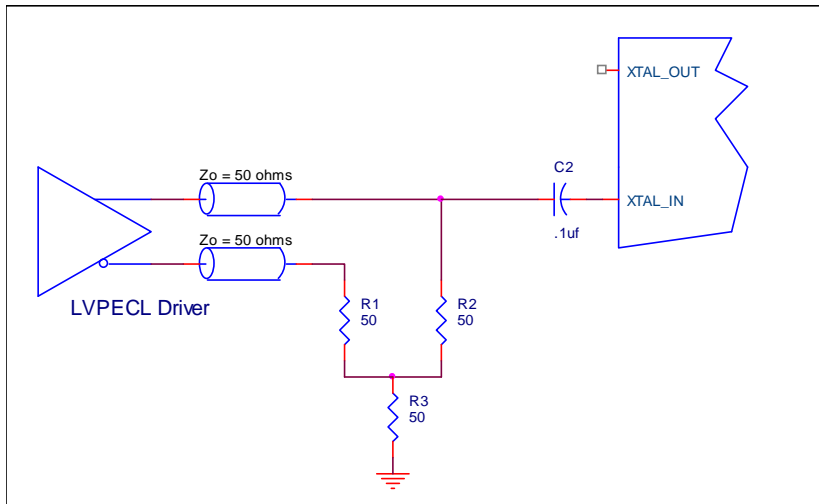 XTAL_OUT
C2
Zo = 50 ohms
XTAL_IN
.1uf
Zo = 50 ohms
LVPECL Driver
R1
50
R2
50
R3
50